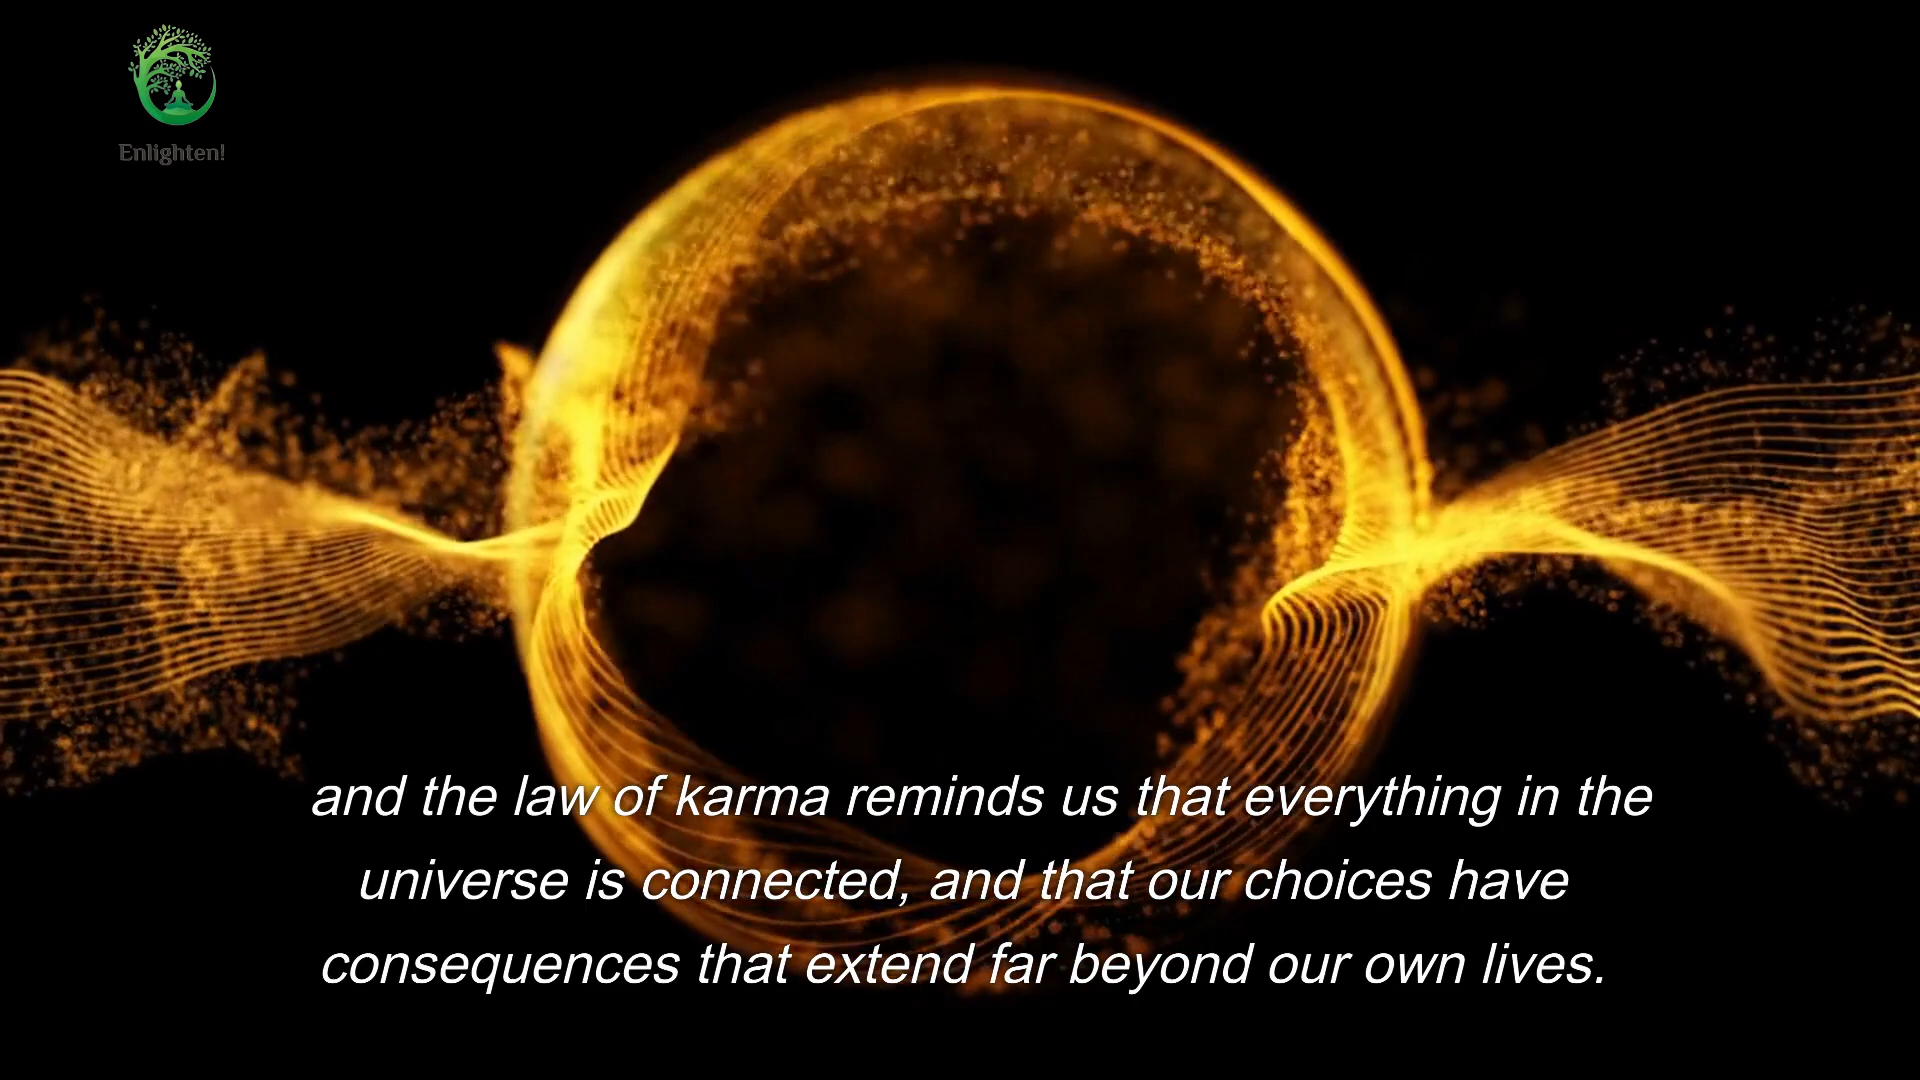 Enlighten!
and the law of karma reminds us that everything in the
universe is connected, and that our choices have
consequences that extend far beyond our own lives.